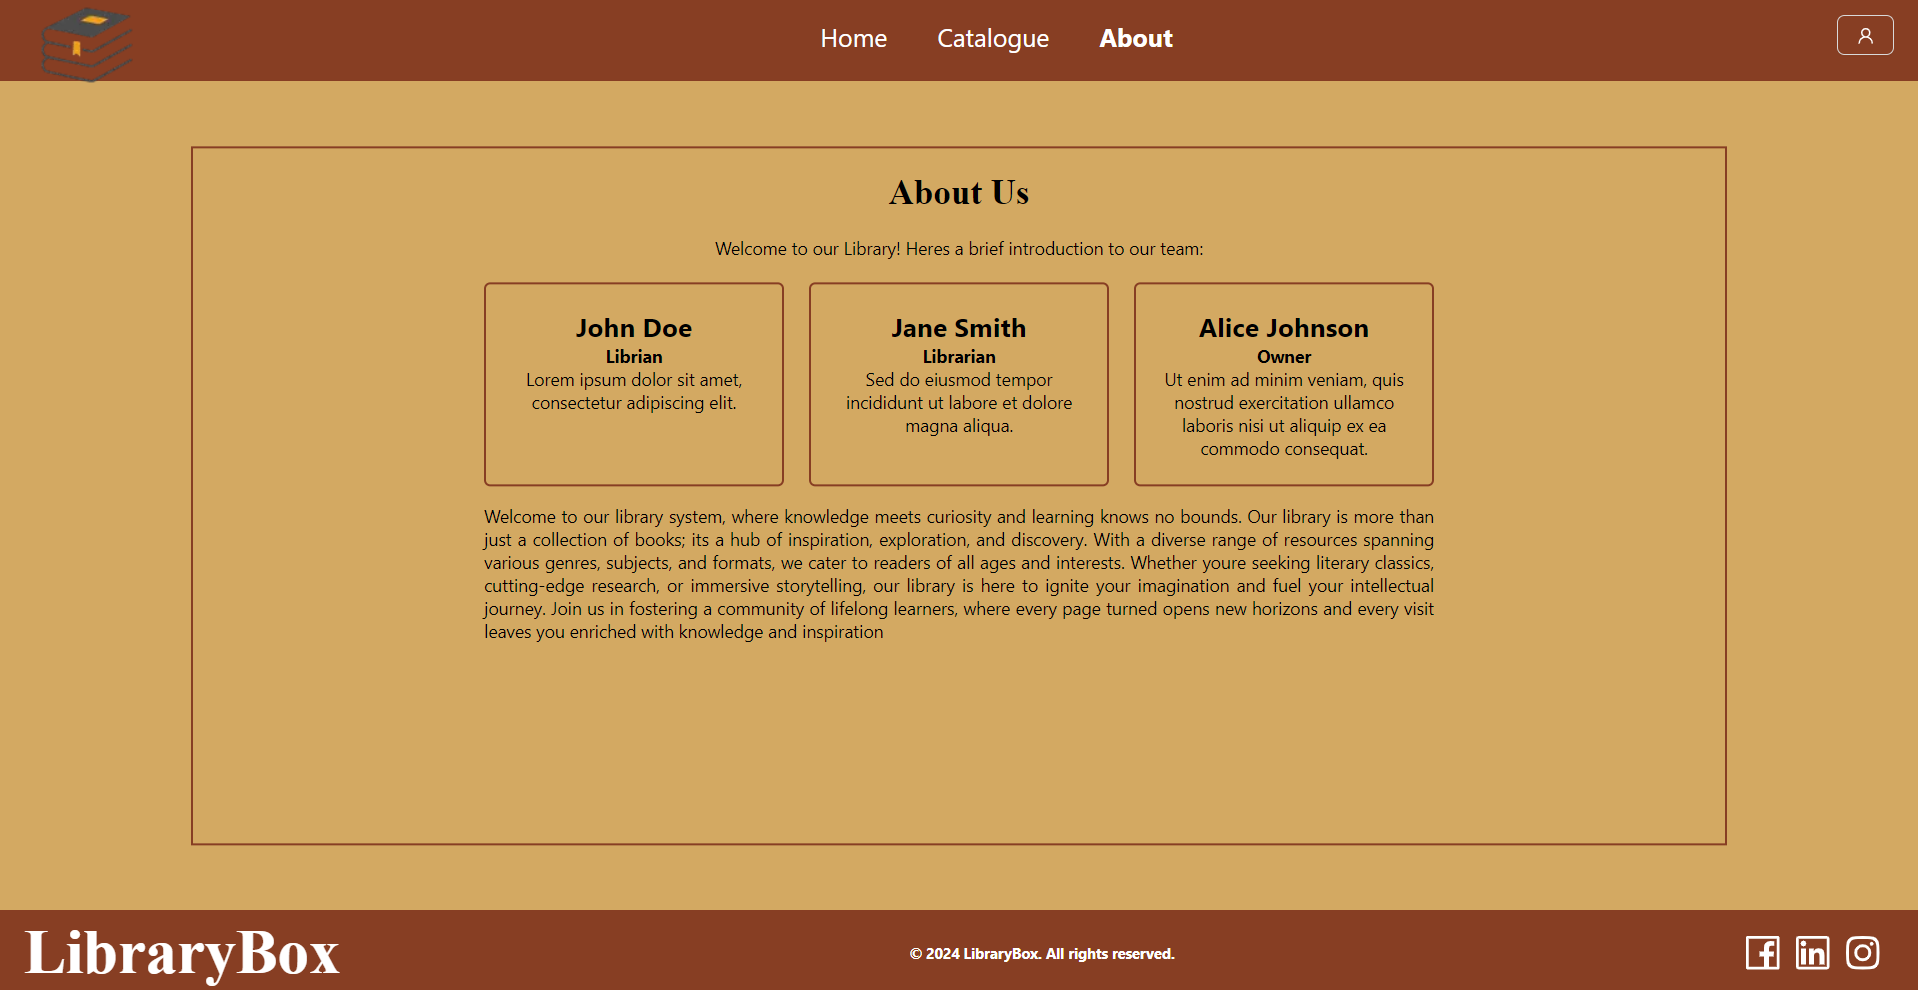 Home Catalogue About
About Us
Welcome to our Library! Heres a brief introduction to our team:
John Doe
Librian
Lorem ipsum dolor sit amet,
consectetur adipiscing elit.
Jane Smith
Librarian
Sed do eiusmod tempor
incididunt ut labore et dolore
magna aliqua.
Alice Johnson
Owner
Ut enim ad minim veniam, quis
nostrud exercitation ullamco
laboris nisi ut aliquip ex ea
commodo consequat.
Welcome to our library system, where knowledge meets curiosity and learning knows no bounds. Our library is more than
just a collection of books; its a hub of inspiration, exploration, and discovery. With a diverse range of resources spanning
various genres, subjects, and formats, we cater to readers of all ages and interests. Whether youre seeking literary classics,
cutting-edge research, or immersive storytelling, our library is here to ignite your imagination and fuel your intellectual
journey. Join us in fostering a community of lifelong learners, where every page turned opens new horizons and every visit
leaves you enriched with knowledge and inspiration
LibraryBox
© 2024 LibraryBox. All rights reserved.